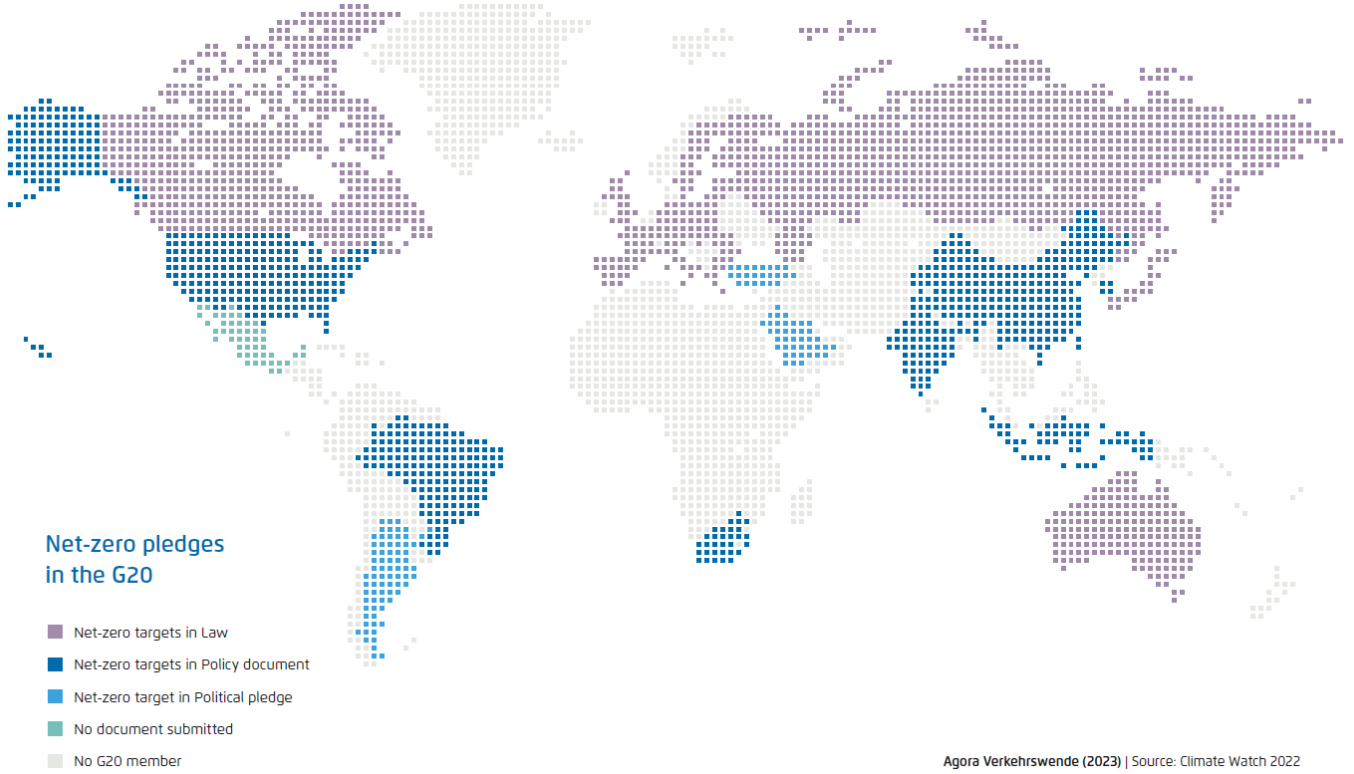 Net-zero pledges
in the G20
Net-zero targets in Law
Net-zero targets in Policy document
Net-zero target in Political pledge
No document submitted
No G20 member
Agora Verkehrswende (2023) | Source: Climate Watch 2022